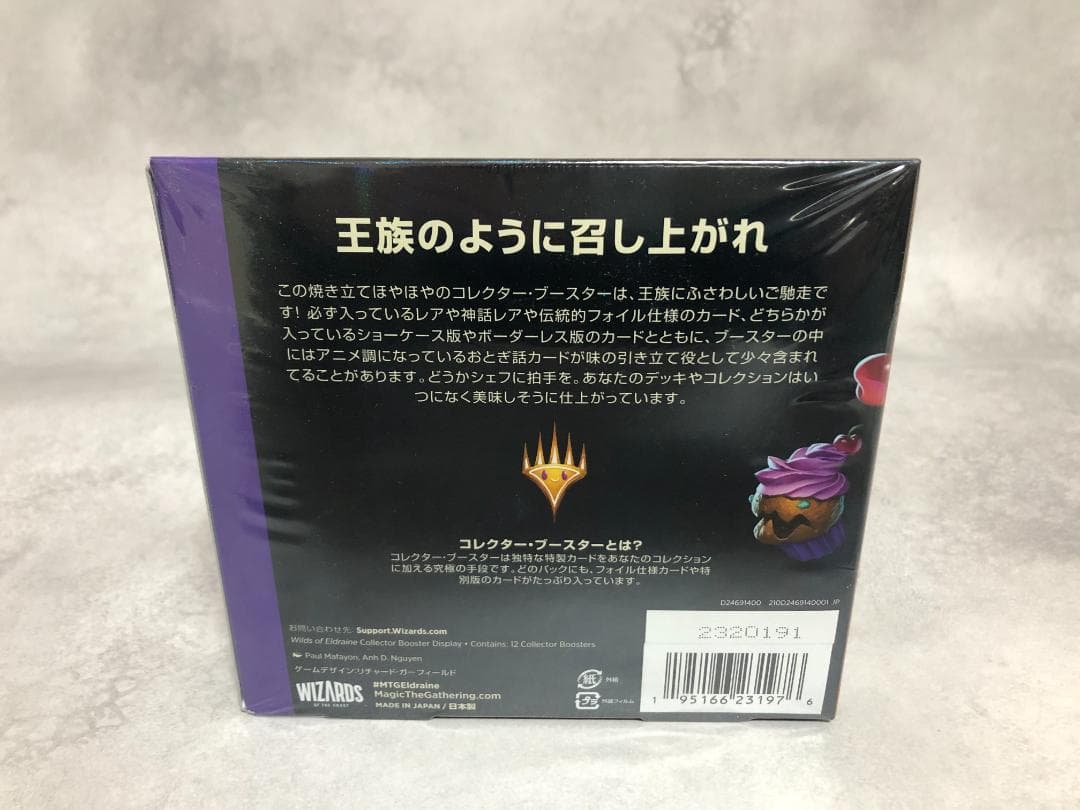 王族のように召し上がれ
この焼き立てほやほやのコレクター・ブースターは、王族にふさわしいご馳走で
す! 必ず入っているレアや神話レアや伝統的フォイル仕様のカード、どちらかが
入っているショーケース版やボーダーレス版のカードとともに、ブースターの中
にはアニメ調になっているおとぎ話カードが味の引き立て役として少々含まれ
てることがあります。どうかシェフに拍手を。あなたのデッキやコレクションはい
つになく美味しそうに仕上がっています。
コレクター・ブースターとは?
コレクター・ブースターは独特な特製カードをあなたのコレクション
に加える究極の手段です。どのパックにも、フォイル仕様カードや特
別版のカードがたっぷり入っています。
D24691400 210D2469140001 JP
お問い合わせ先: Support.Wizards.com
Wilds of Eldraine Collector Booster Display • Contains: 12 Collector Boosters
Paul Mafayon, Anh D. Nguyen
ゲームデザイン:リチャード・ガーフィールド
WIZARDS
OF THE COAST
#MTGEldraine
MagicTheGathering.com
MADE IN JAPAN / 日本製
紙 外箱
プラ 外装フィルム
2320191
1 95166 23197 6